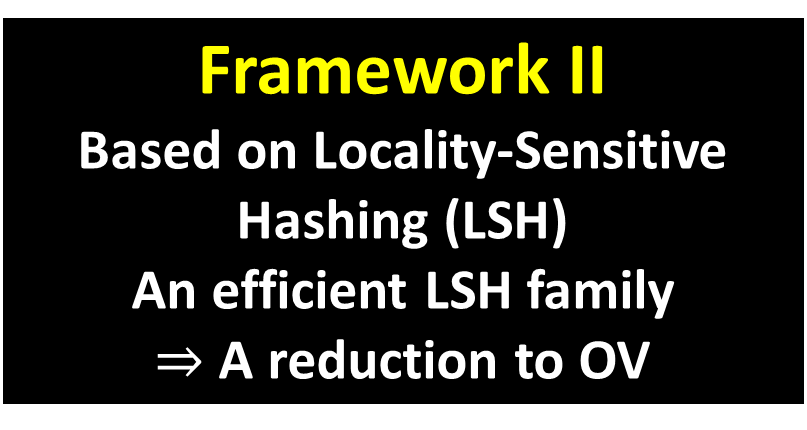 Framework II
Based on Locality-Sensitive
Hashing (LSH)
An efficient LSH family
⇒ A reduction to OV